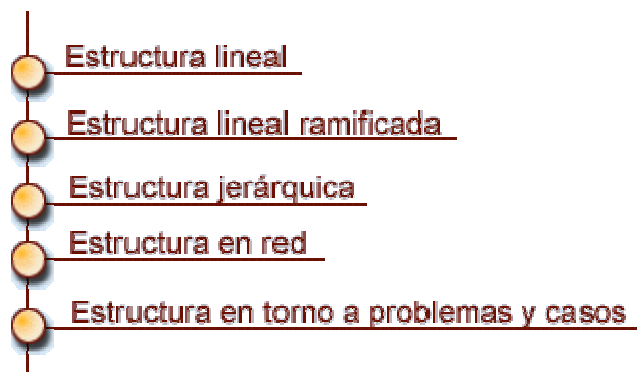 Estructura lineal
Estructura lineal ramificada
Estructura jerárquica
Estructura en red
Estructura en torno a problemas y casos